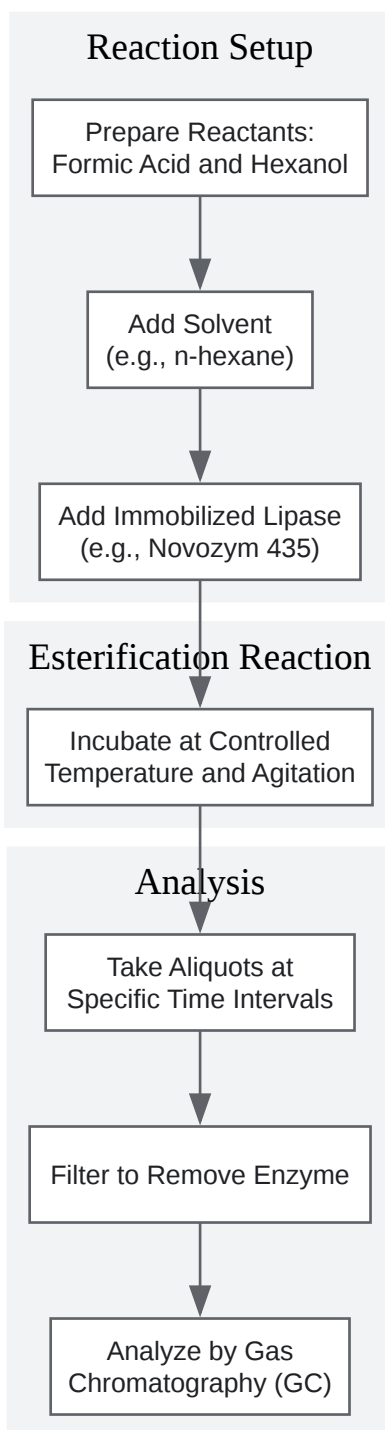 Reaction Setup
Prepare Reactants:
Formic Acid and Hexanol
Add Solvent
(e.g., n-hexane)
Add Immobilized Lipase
(e.g., Novozym 435)
Esterification Reaction
Incubate at Controlled
Temperature and Agitation
Analysis
Take Aliquots at
Specific Time Intervals
Filter to Remove Enzyme
Analyze by Gas
Chromatography (GC)